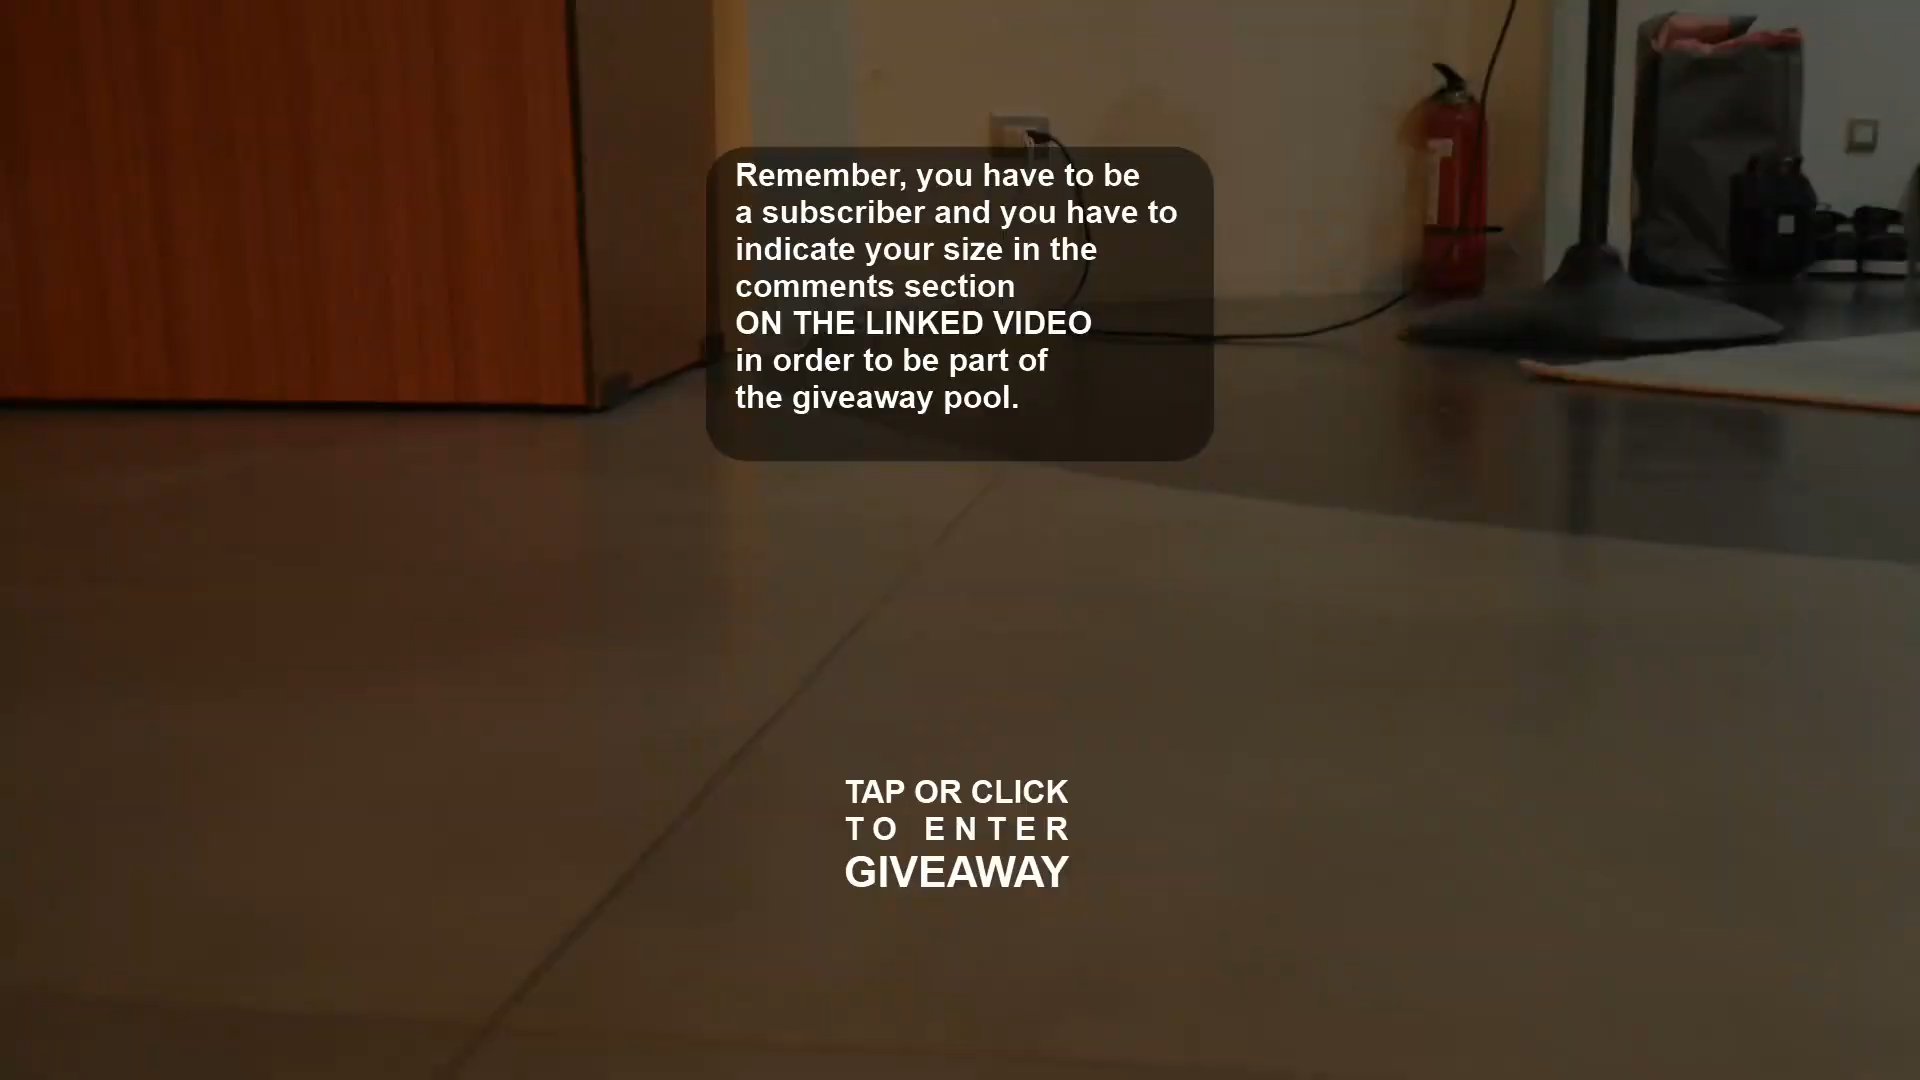 Remember, you have to be
a subscriber and you have to
indicate your size in the
comments section
ON THE LINKED VIDEO
in order to be part of
the giveaway pool.
TAP OR CLICK
TO ENTER
GIVEAWAY